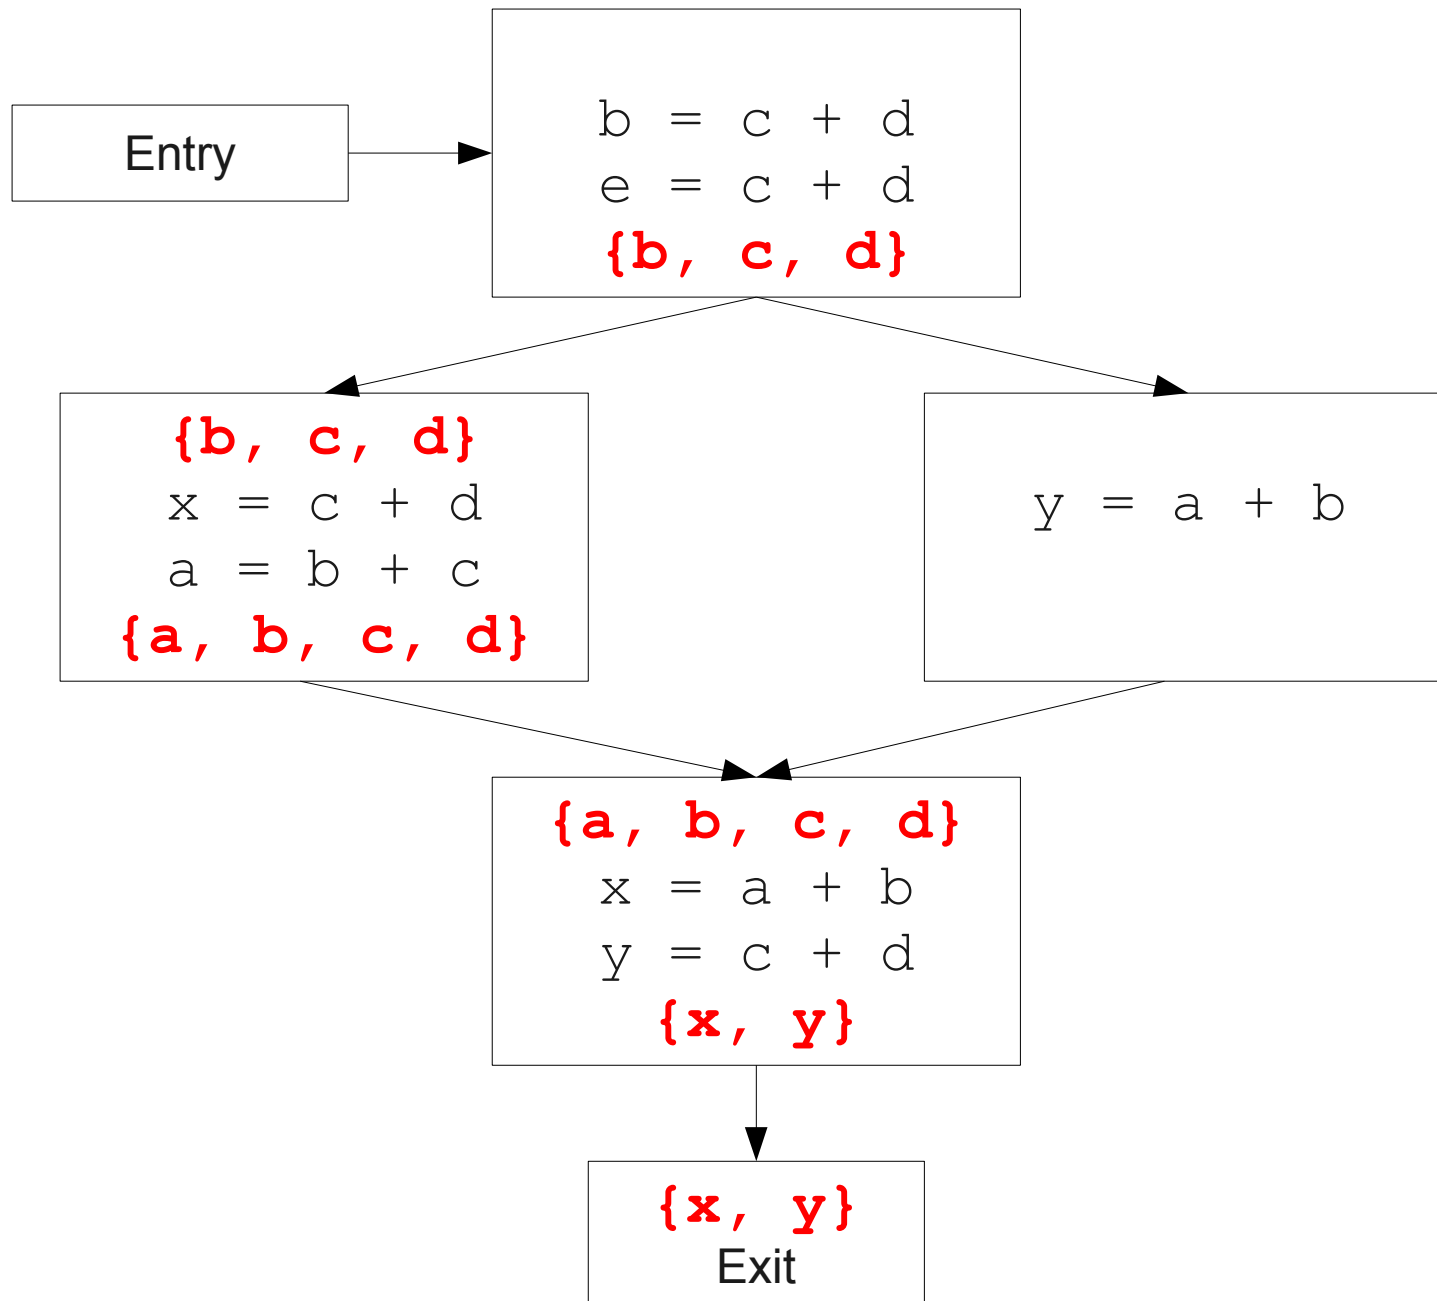 Entry
b = c + d
e = c + d
{b, c, d}
{b, c, d}
x = c + d
a = b + c
{a, b, c, d}
y = a + b
{a, b, c, d}
x = a + b
y = c + d
{x, y}
{x, y}
Exit